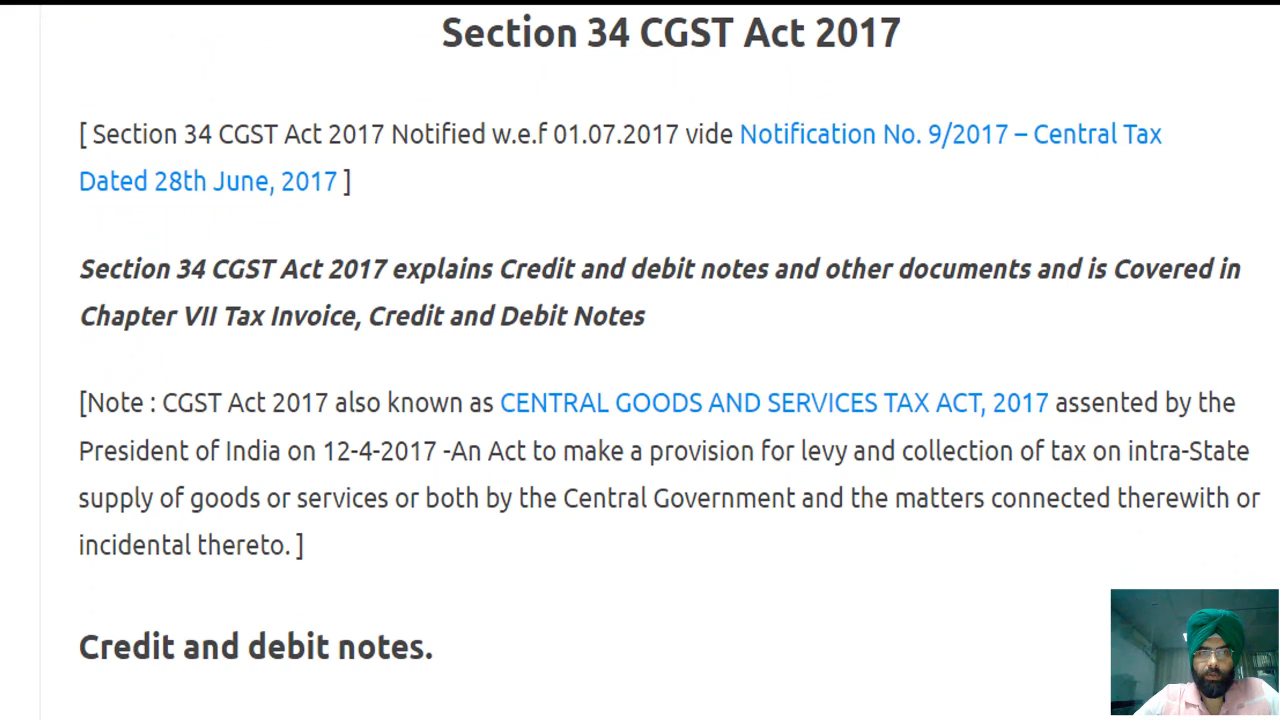 Section 34 CGST Act 2017
[ Section 34 CGST Act 2017 Notified w.e.f 01.07.2017 vide Notification No. 9/2017 – Central Tax
Dated 28th June, 2017 ]
Section 34 CGST Act 2017 explains Credit and debit notes and other documents and is Covered in
Chapter VII Tax Invoice, Credit and Debit Notes
[Note : CGST Act 2017 also known as CENTRAL GOODS AND SERVICES TAX ACT, 2017 assented by the
President of India on 12-4-2017 -An Act to make a provision for levy and collection of tax on intra-State
supply of goods or services or both by the Central Government and the matters connected therewith or
incidental thereto. ]
Credit and debit notes.